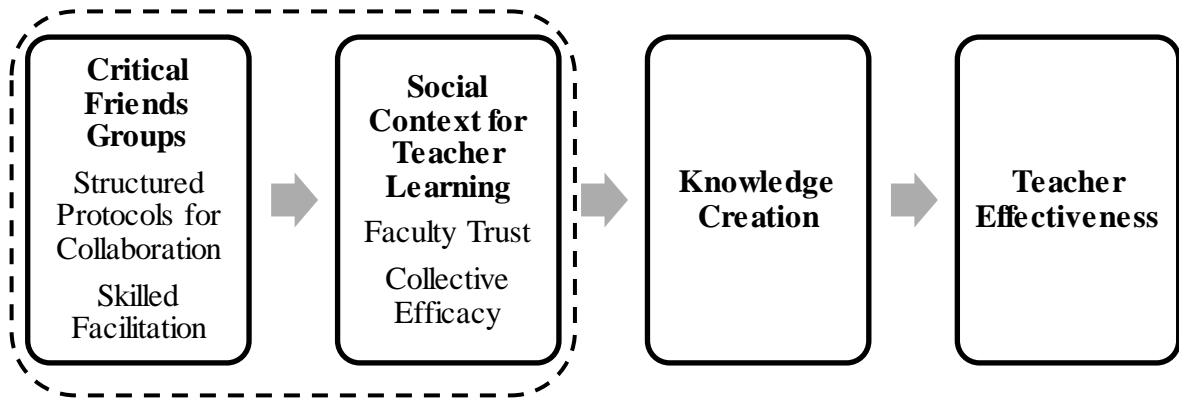 Critical
Friends
Groups
Structured
Protocols for
Collaboration
Skilled
Facilitation
Social
Context for
Teacher
Learning
Faculty Trust
Collective
Efficacy
Knowledge
Creation
Teacher
Effectiveness